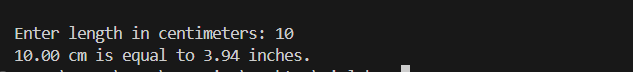 Enter length in centimeters: 10
10.00 cm is equal to 3.94 inches.